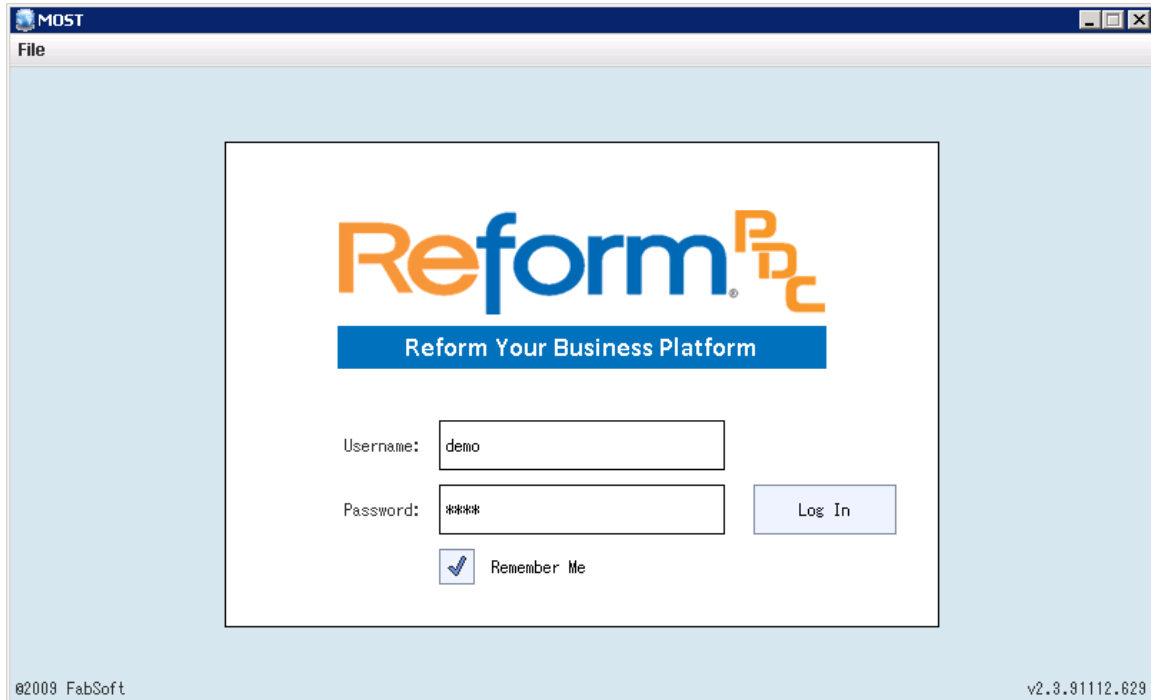 MOST
File
Reform® PDC
Reform Your Business Platform
Username: demo
Password: **** Log In
Remember Me
@2009 FabSoft v2.3.91112.629